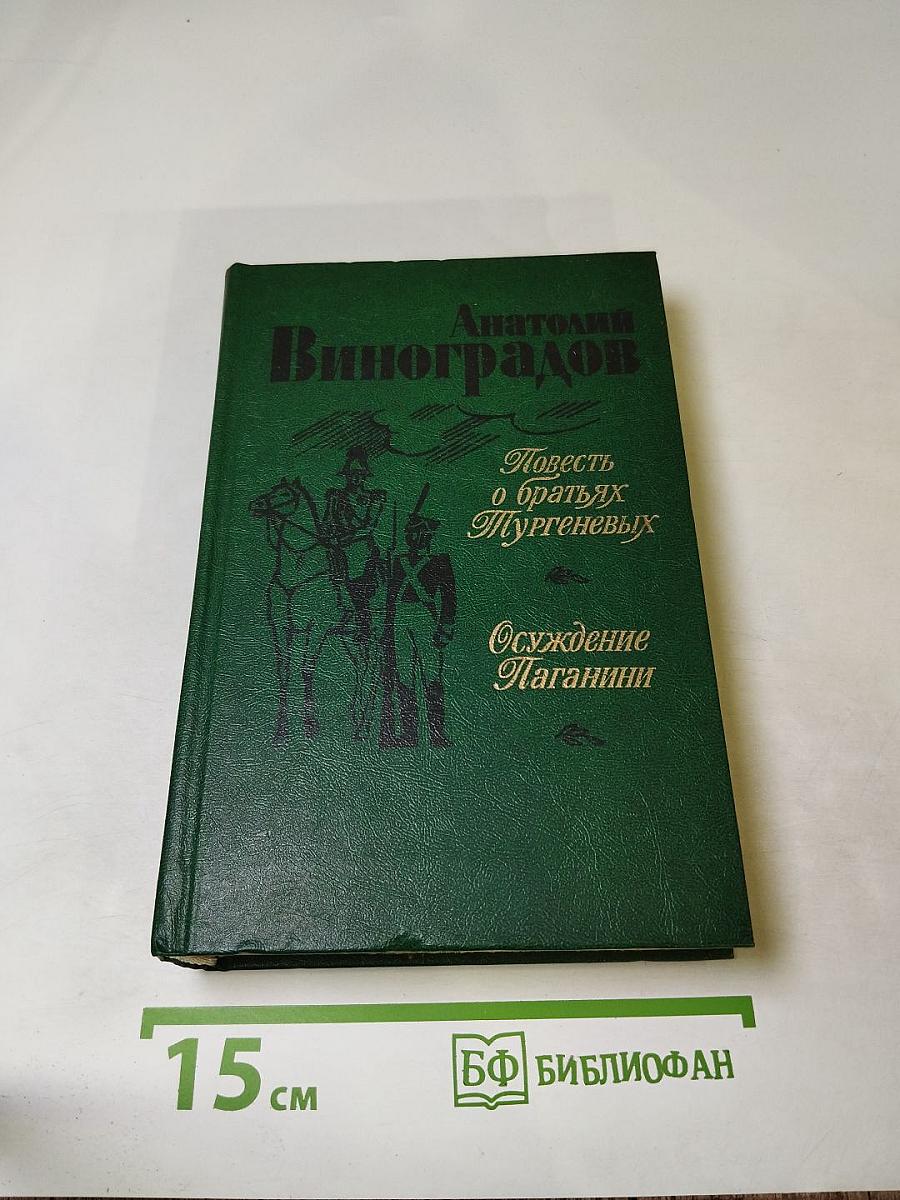 Анатолий
Виноградов
Повесть
о братьях
Тургеневых
Осуждение
Паганини
15 см
БФ БИБЛИОФАН